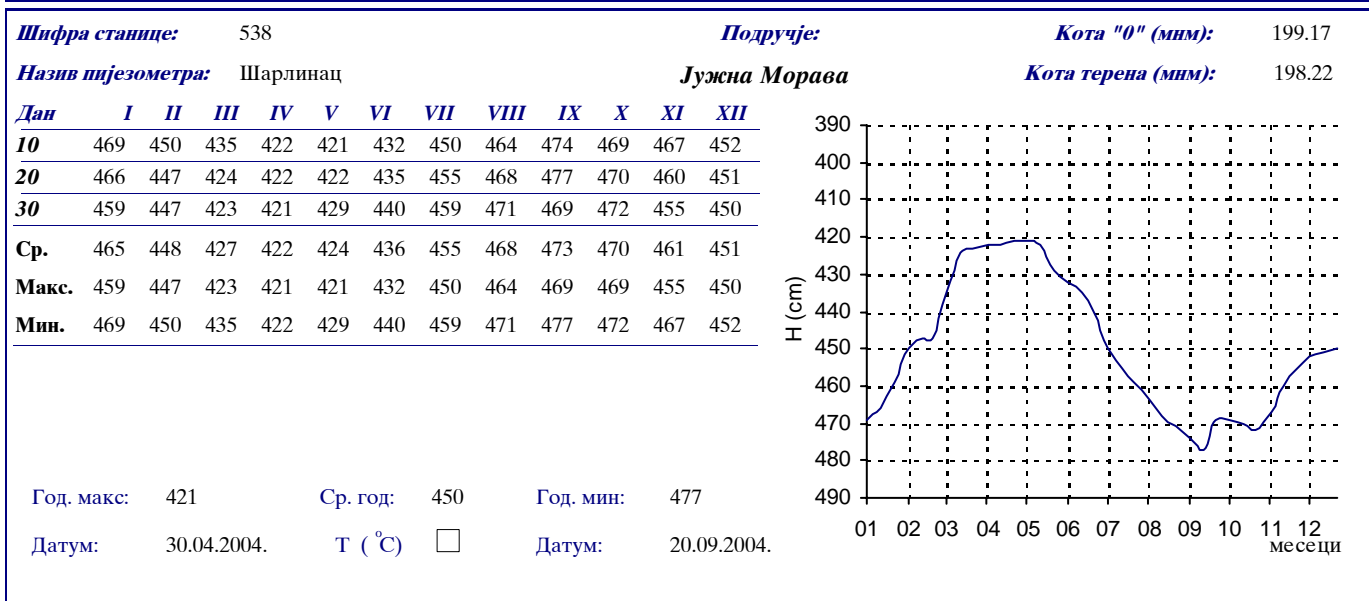 Шифра станице: 538 Подручје: Кота "0" (мнм): 199.17
Назив пијезометра: Шарлинац Јужна Морава Кота терена (мнм): 198.22
Дан I II III IV V VI VII VIII IX X XI XII
10 469 450 435 422 421 432 450 464 474 469 467 452
20 466 447 424 422 422 435 455 468 477 470 460 451
30 459 447 423 421 429 440 459 471 469 472 455 450
Ср. 465 448 427 422 424 436 455 468 473 470 461 451
Макс. 459 447 423 421 421 432 450 464 469 469 455 450
Мин. 469 450 435 422 429 440 459 471 477 472 467 452
Год. макс: 421 Ср. год: 450 Год. мин: 477
Датум: 30.04.2004. Т ( °C) Датум: 20.09.2004.
390
400
410
420
430
440
450
460
470
480
490
H (cm)
01 02 03 04 05 06 07 08 09 10 11 12
месеци